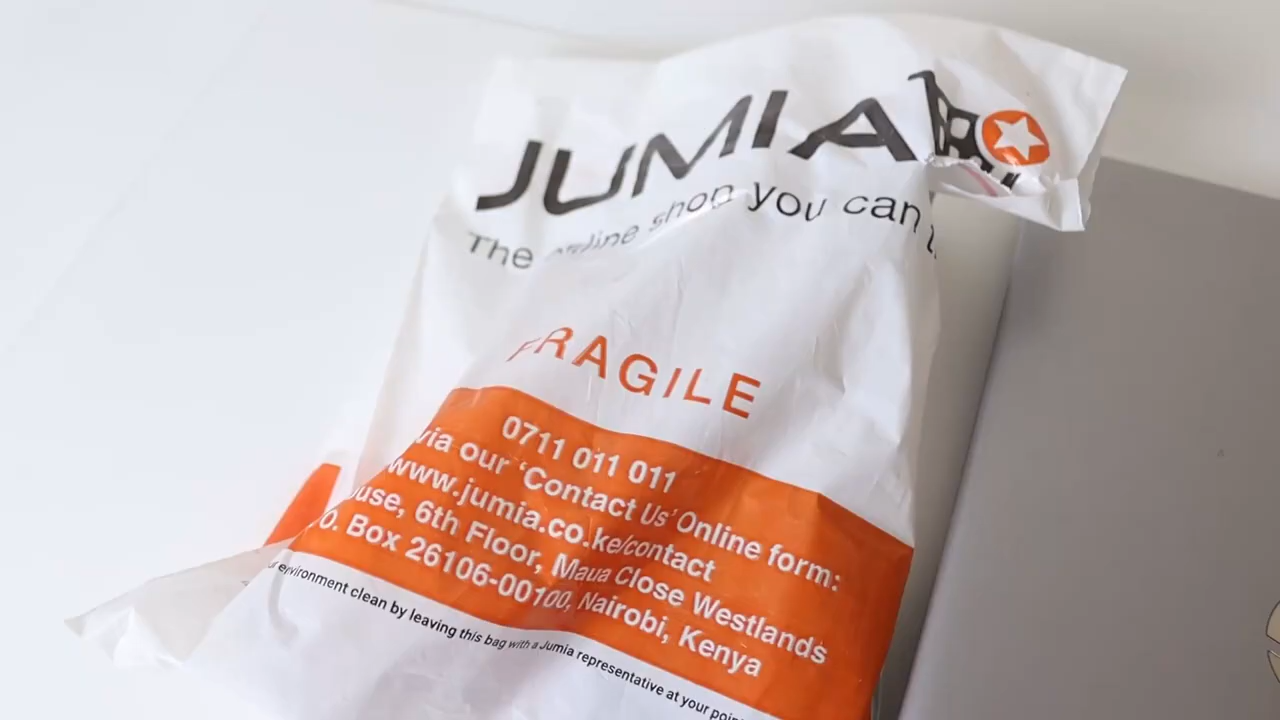 JUMIA
The online shop you can
FRAGILE
0711 011 011
via our ‘Contact Us’ Online form:
www.jumia.co.ke/contact
ouse, 6th Floor, Maua Close Westlands
O. Box 26106-00100, Nairobi, Kenya
environment clean by leaving this bag with a Jumia representative at your